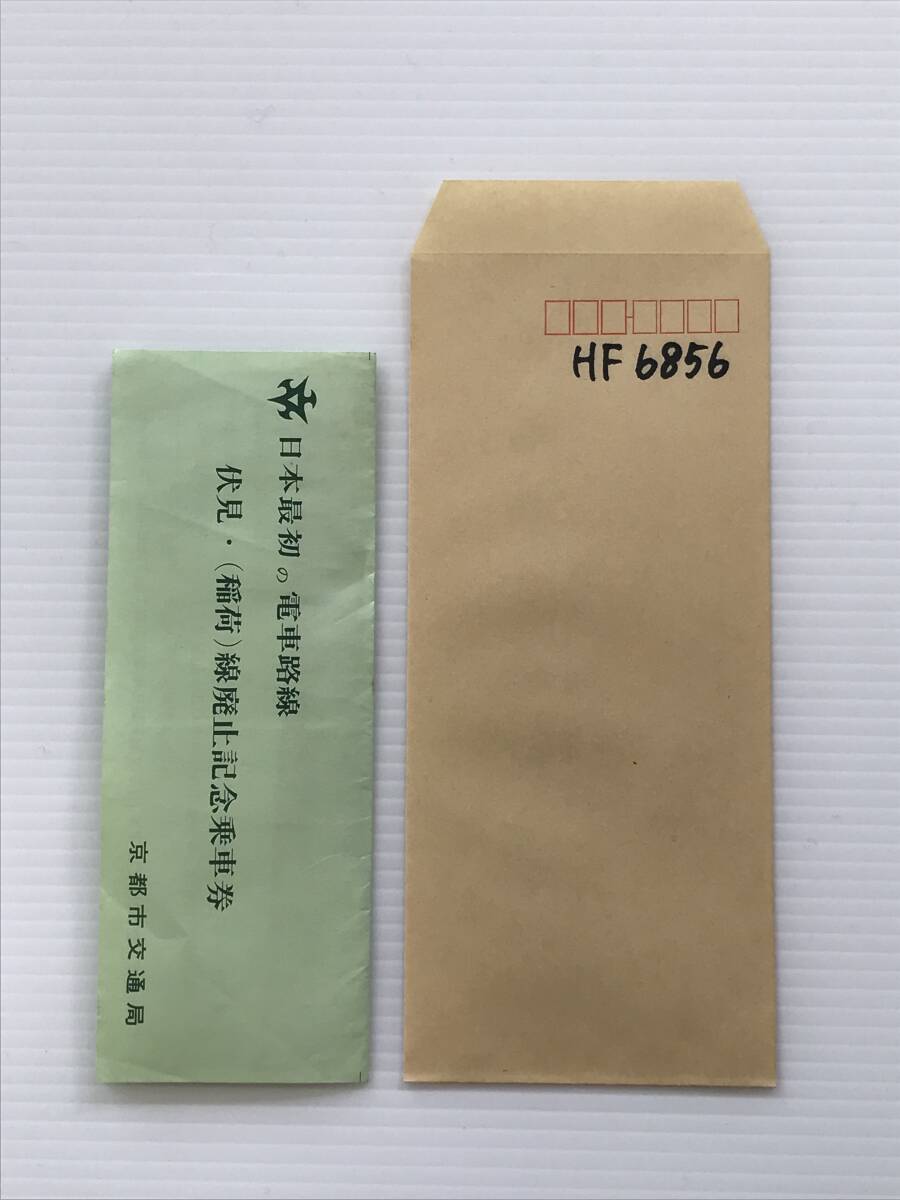 日本最初の電車路線
伏見・(稲荷)線廃止記念乗車券
京都市交通局
HF 6856